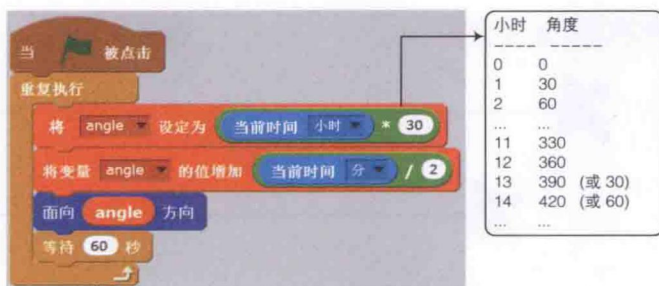 当 被点击
重复执行
将 angle 设定为 当前时间 小时 * 30
将变量 angle 的值增加 当前时间 分 / 2
面向 angle 方向
等待 60 秒
小时 角度
---- -----
0 0
1 30
2 60
... ...
11 330
12 360
13 390 (或 30)
14 420 (或 60)
... ...